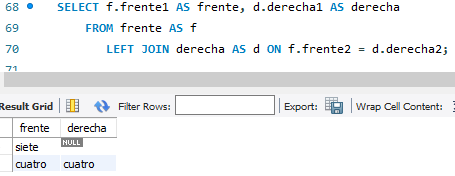 68 SELECT f.frente1 AS frente, d.derecha1 AS derecha
69 FROM frente AS f
70 LEFT JOIN derecha AS d ON f.frente2 = d.derecha2;
71
Result Grid Filter Rows: Export: Wrap Cell Content:
frente derecha
siete NULL
cuatro cuatro